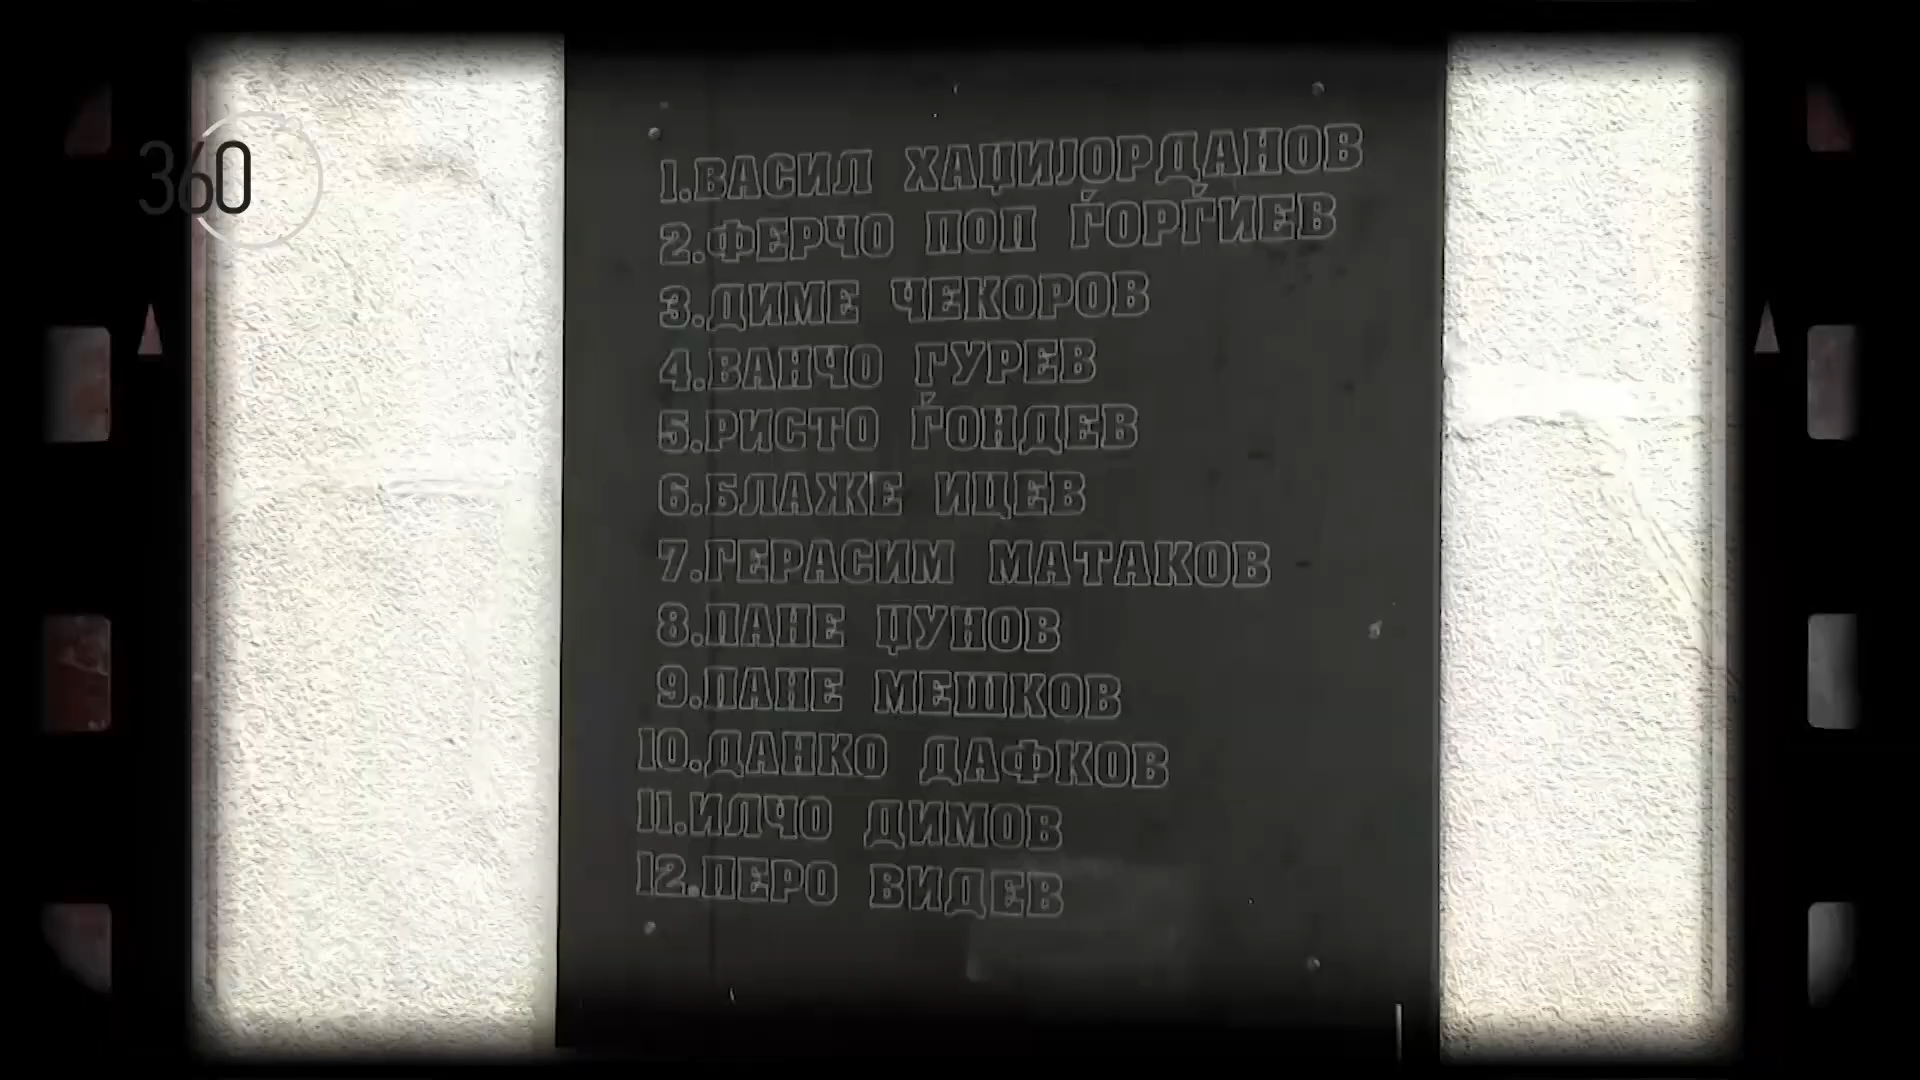 360
1.ВАСИЛ ХАЏИЈОРДАНОВ
2.ФЕРЧО ПОП ЃОРЃИЕВ
3.ДИМЕ ЧЕКОРОВ
4.ВАНЧО ГУРЕВ
5.РИСТО ЃОНДЕВ
6.БЛАЖЕ ИЦЕВ
7.ГЕРАСИМ МАТАКОВ
8.ПАНЕ ЏУНОВ
9.ПАНЕ МЕШКОВ
10.ДАНКО ДАФКОВ
11.ИЛЧО ДИМОВ
12.ПЕРО ВИДЕВ